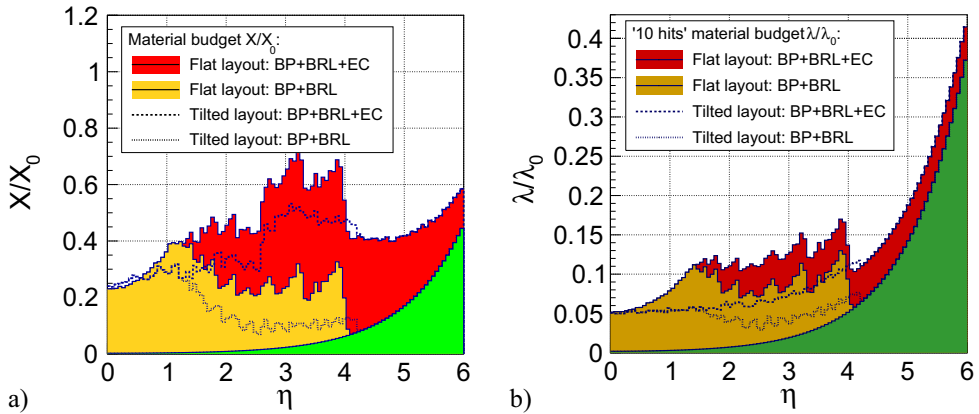 1.2
1
0.8
0.6
0.4
0.2
0
X/X0
Material budget X/X0:
Flat layout: BP+BRL+EC
Flat layout: BP+BRL
Tilted layout: BP+BRL+EC
Tilted layout: BP+BRL
0 1 2 3 4 5 6
η
a)
0.4
0.35
0.3
0.25
0.2
0.15
0.1
0.05
0
λ/λ0
'10 hits' material budget λ/λ0:
Flat layout: BP+BRL+EC
Flat layout: BP+BRL
Tilted layout: BP+BRL+EC
Tilted layout: BP+BRL
0 1 2 3 4 5 6
η
b)